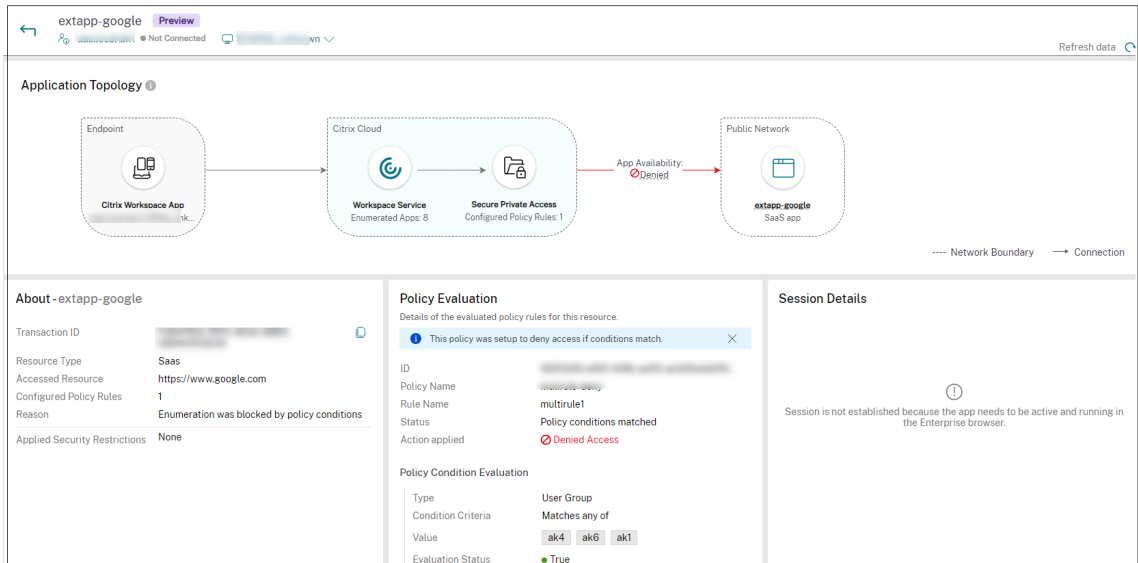 extapp-google Preview
Not Connected
Refresh data
Application Topology
Endpoint
Citrix Workspace App
Citrix Cloud
Workspace Service
Enumerated Apps: 8
Secure Private Access
Configured Policy Rules: 1
App Availability:
Denied
Public Network
extapp-google
SaaS app
Network Boundary
Connection
About - extapp-google
Transaction ID
Resource Type Saas
Accessed Resource https://www.google.com
Configured Policy Rules 1
Reason Enumeration was blocked by policy conditions
Applied Security Restrictions None
Policy Evaluation
Details of the evaluated policy rules for this resource.
This policy was setup to deny access if conditions match.
ID
Policy Name
Rule Name multirule1
Status Policy conditions matched
Action applied Denied Access
Policy Condition Evaluation
Type User Group
Condition Criteria Matches any of
Value ak4 ak6 ak1
Evaluation Status True
Session Details
Session is not established because the app needs to be active and running in
the Enterprise browser.